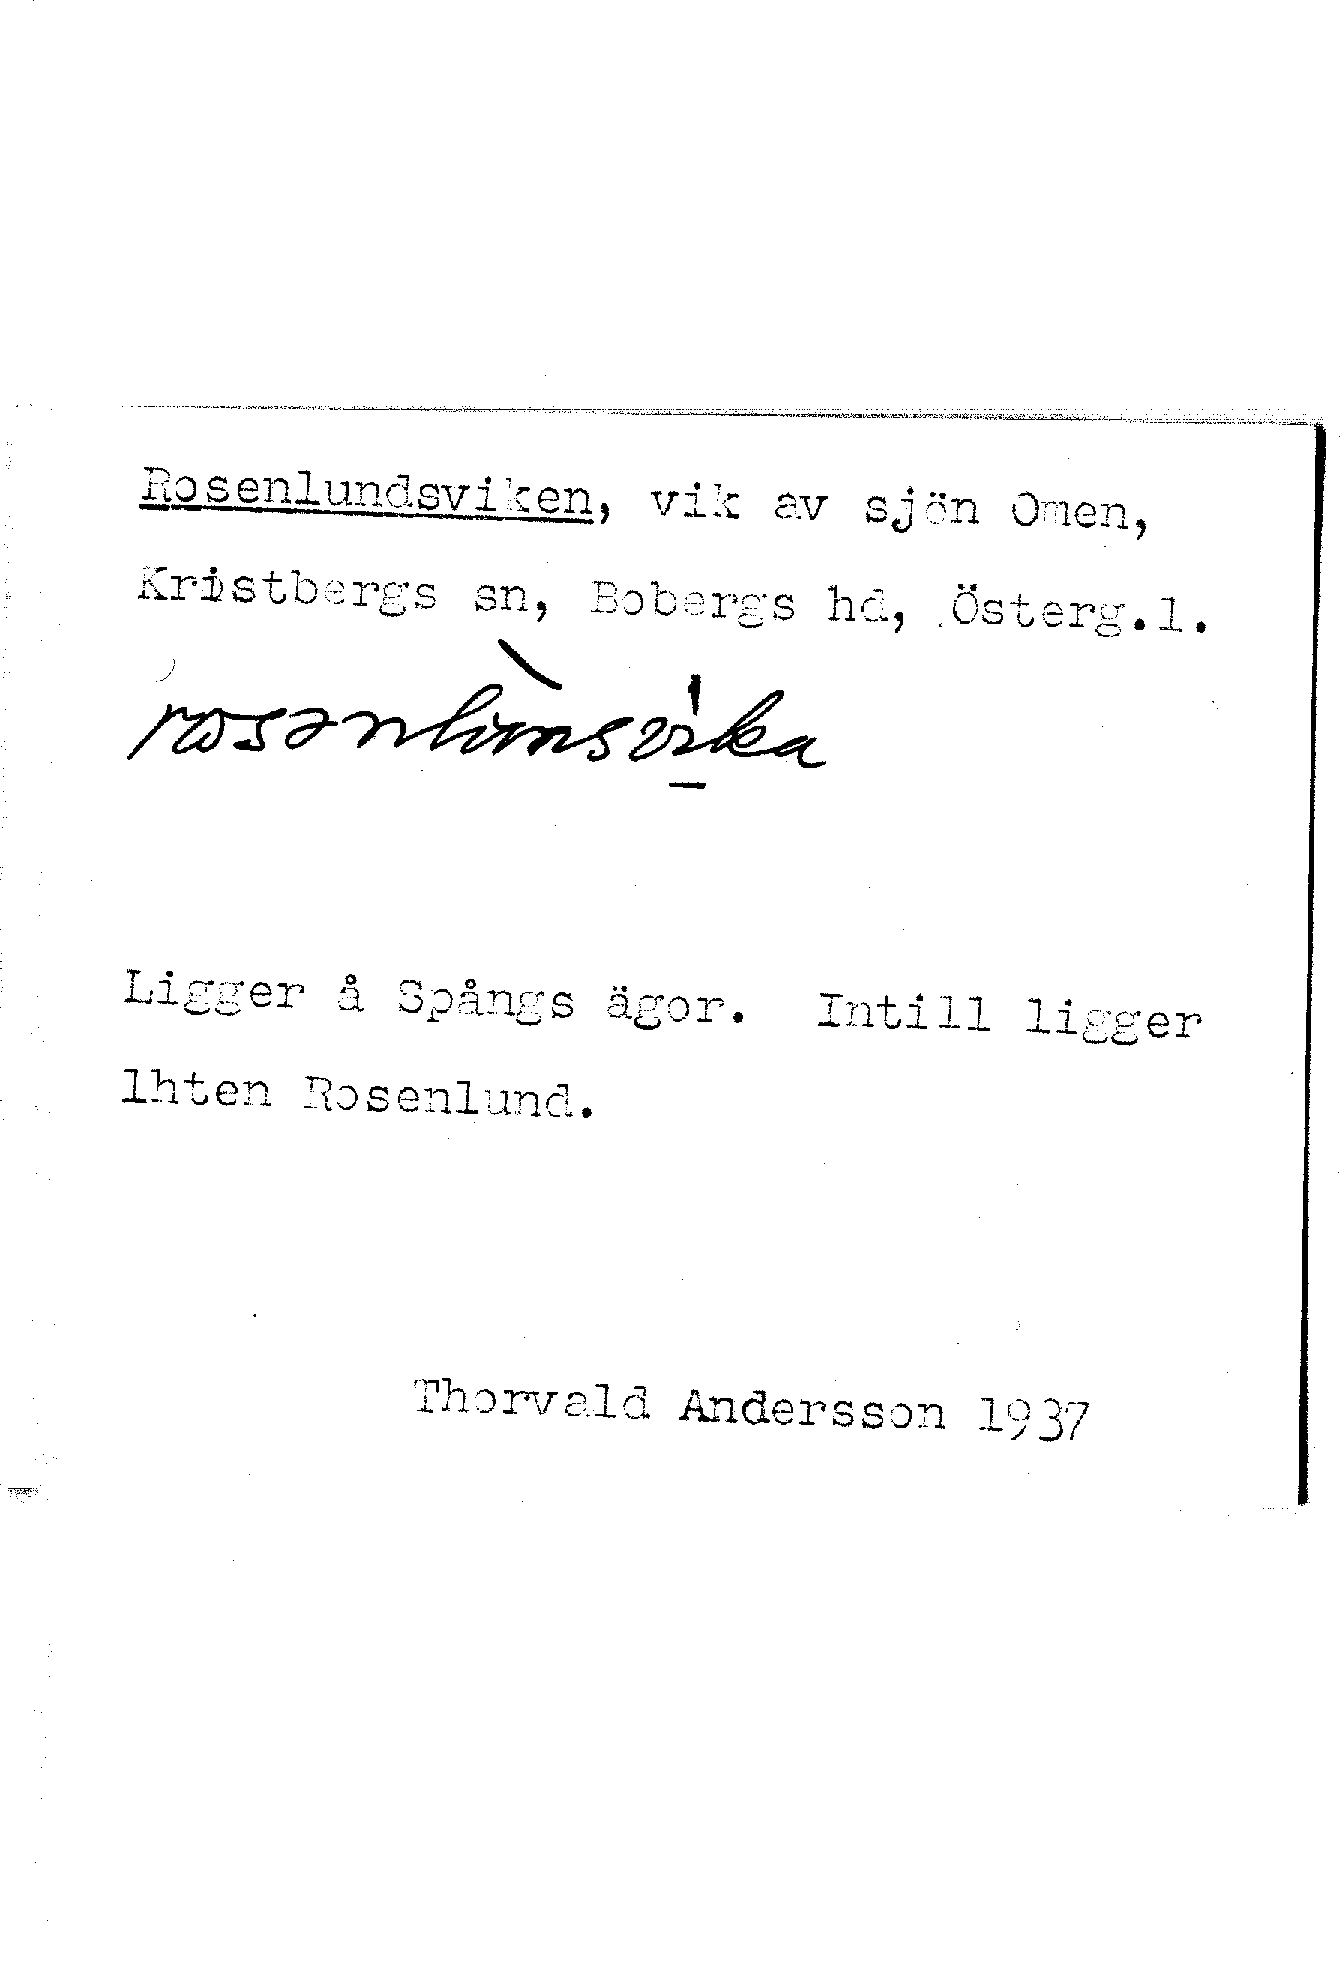 Rosenlundsviken, vik av sjön Omen,
Kristbergs sn, Bobergs hd, Österg.l.
Ligger å Spångs ägor. Intill ligger
lhten Rosenlund.
Thorvald Andersson 1937